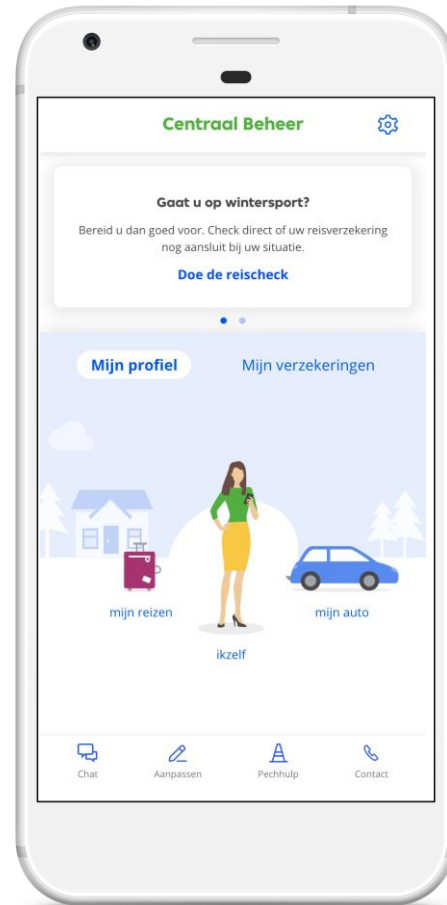 Centraal Beheer
Gaat u op wintersport?
Bereid u dan goed voor. Check direct of uw reisverzekering
nog aansluit bij uw situatie.
Doe de reischeck
Mijn profiel
Mijn verzekeringen
mijn reizen
mijn auto
ikzelf
Chat
Aanpassen
Pechhulp
Contact